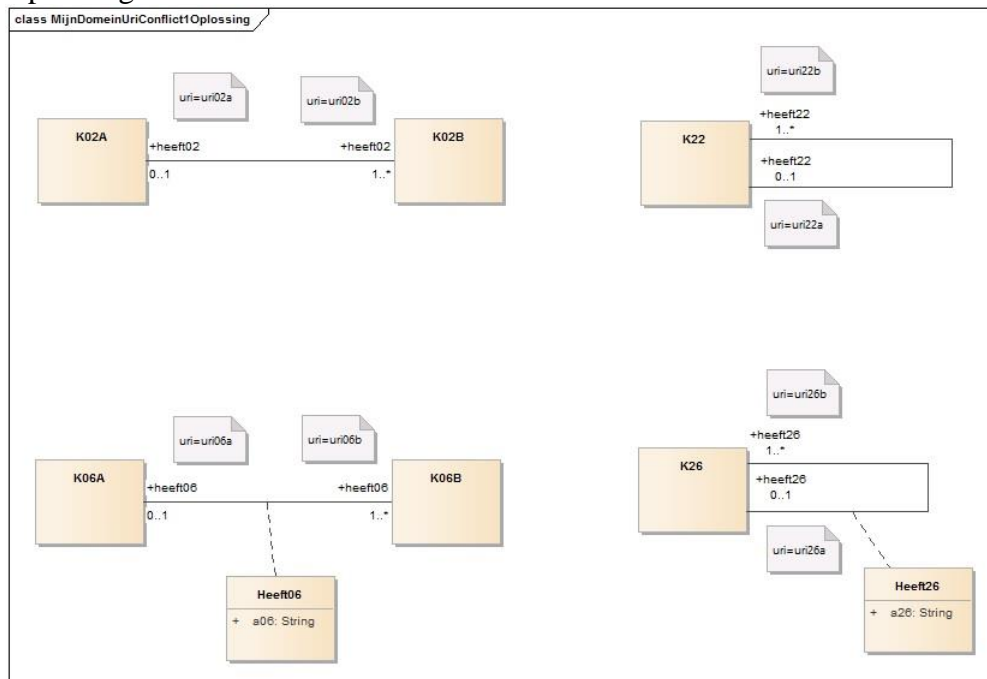 class MijnDomeinUriConflict1Oplossing
uri=uri02a
uri=uri02b
K02A
+heeft02
0..1
+heeft02
1..*
K02B
uri=uri22b
K22
+heeft22
1..*
+heeft22
0..1
uri=uri22a
uri=uri06a
uri=uri06b
K06A
+heeft06
0..1
+heeft06
1..*
K06B
Heeft06
+ a06: String
uri=uri26b
K26
+heeft26
1..*
+heeft26
0..1
uri=uri26a
Heeft26
+ a26: String